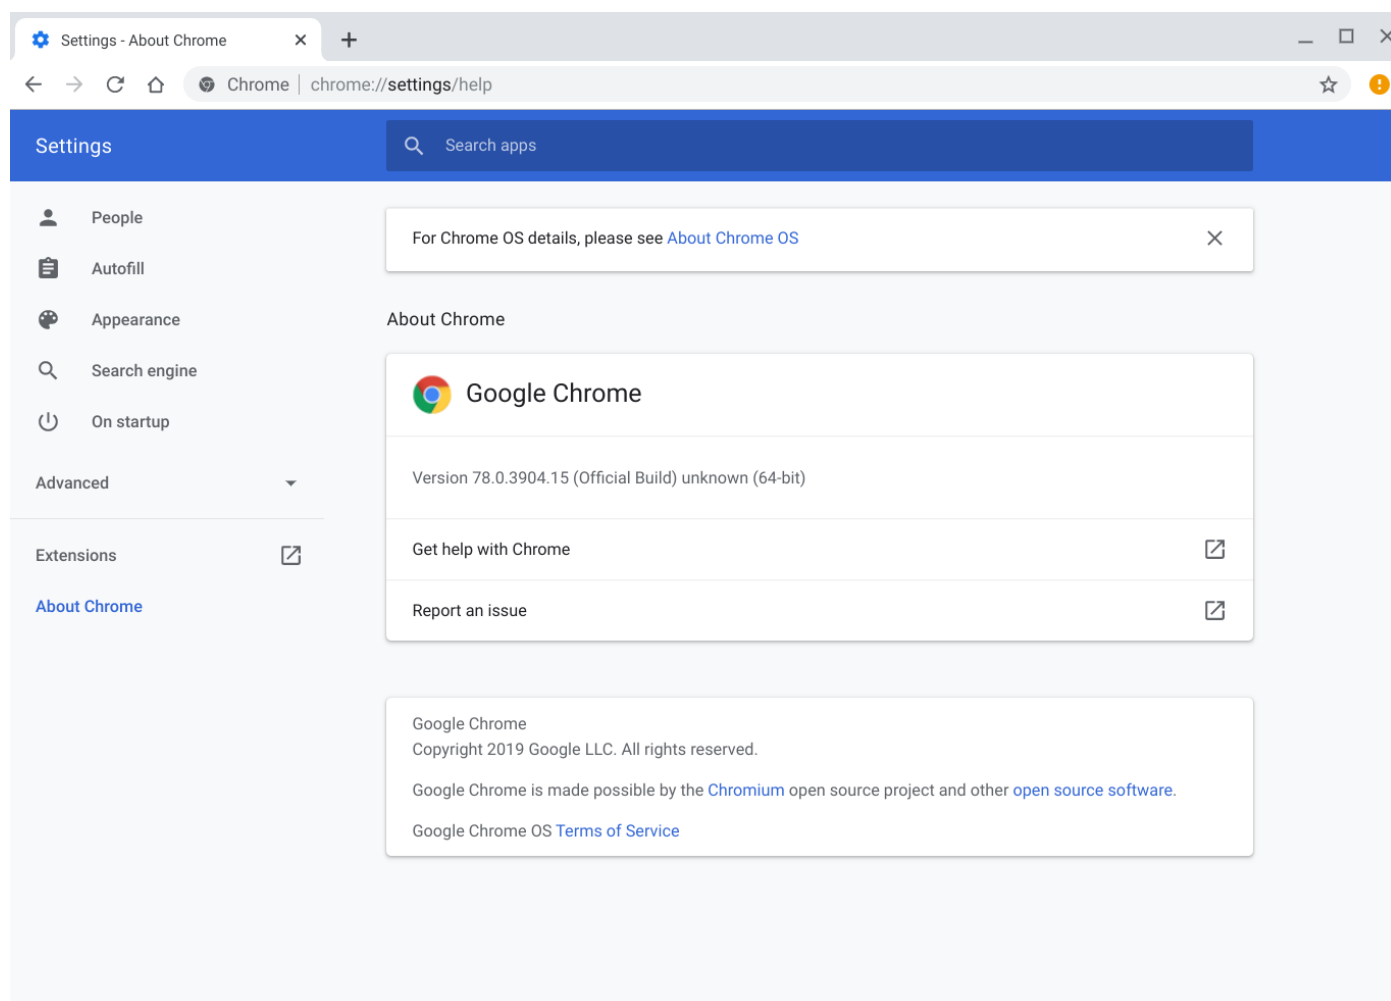 Settings - About Chrome
Chrome | chrome://settings/help
Settings
Search apps
People
Autofill
Appearance
Search engine
On startup
Advanced
Extensions
About Chrome
For Chrome OS details, please see About Chrome OS
About Chrome
Google Chrome
Version 78.0.3904.15 (Official Build) unknown (64-bit)
Get help with Chrome
Report an issue
Google Chrome
Copyright 2019 Google LLC. All rights reserved.
Google Chrome is made possible by the Chromium open source project and other open source software.
Google Chrome OS Terms of Service